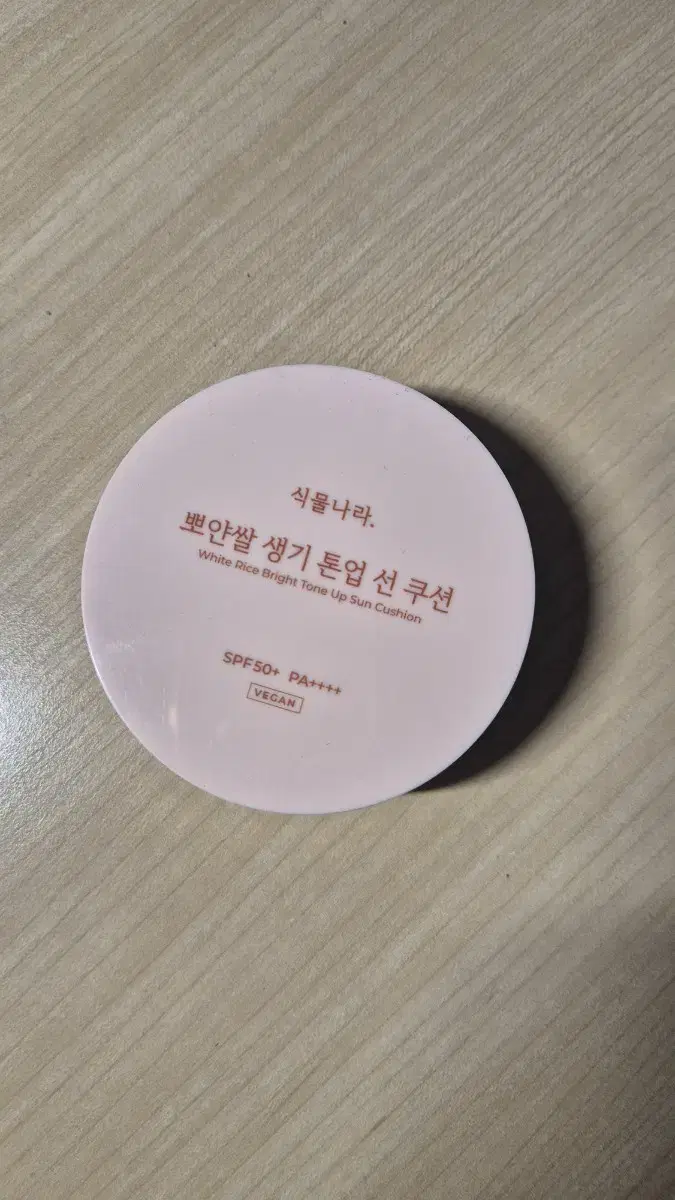 식물나라.
뽀얀쌀 생기 톤업 선 쿠션
White Rice Bright Tone Up Sun Cushion
SPF50+ PA++++
VEGAN